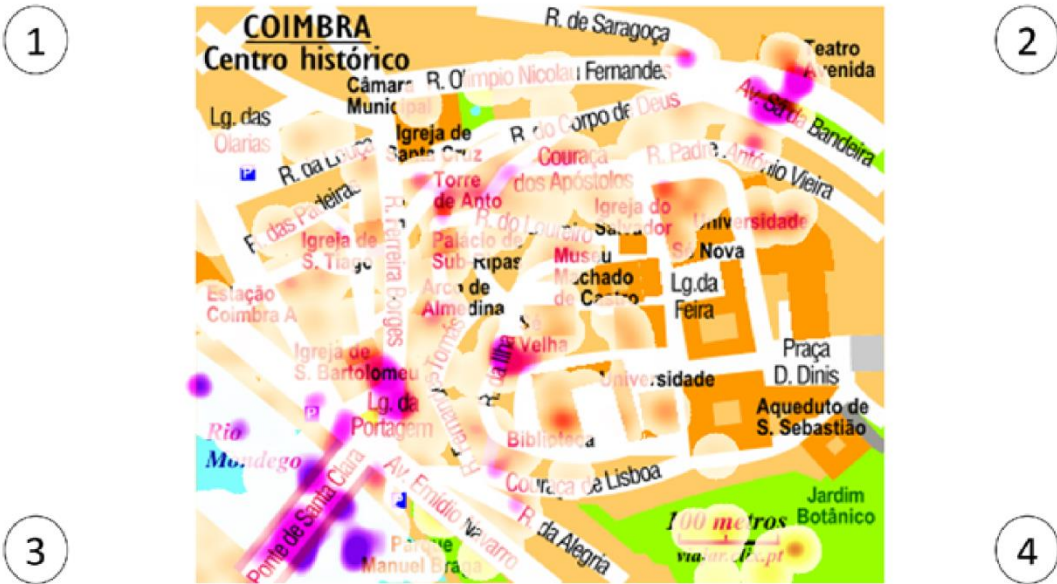 1
2
COIMBRA
Centro histórico
R. de Saragoça
Teatro
Avenida
Câmara
Municipal
R. Olimpio Nicolau Fernandes
Av. Sá da Bandeira
Lg. das
Olarias
P
R. da Louça
Igreja de
Santa Cruz
R. do Corpo de Deus
Couraça
dos Apóstolos
R. Padre António Vieira
Torre
de Anto
R. das Padeiras
R. Ferreira Borges
R. do Loureiro
Igreja do
Salvador
Universidade
Igreja de
S. Tiago
Palácio de
Sub-Ripas
Museu
Machado
de Castro
Sé Nova
Lg.da
Feira
Estação
Coimbra A
Arco de
Almedina
Sé
Velha
Igreja de
S. Bartolomeu
Praça
D. Dinis
Universidade
Lg. da
Portagem
P
Aqueduto de
S. Sebastião
Biblioteca
Rio
Mondego
Couraça de Lisboa
Ponte de Santa Clara
Av. Emídio Navarro
P
R. da Alegria
Jardim
Botânico
100 metros
Parque
Manuel Braga
3
4